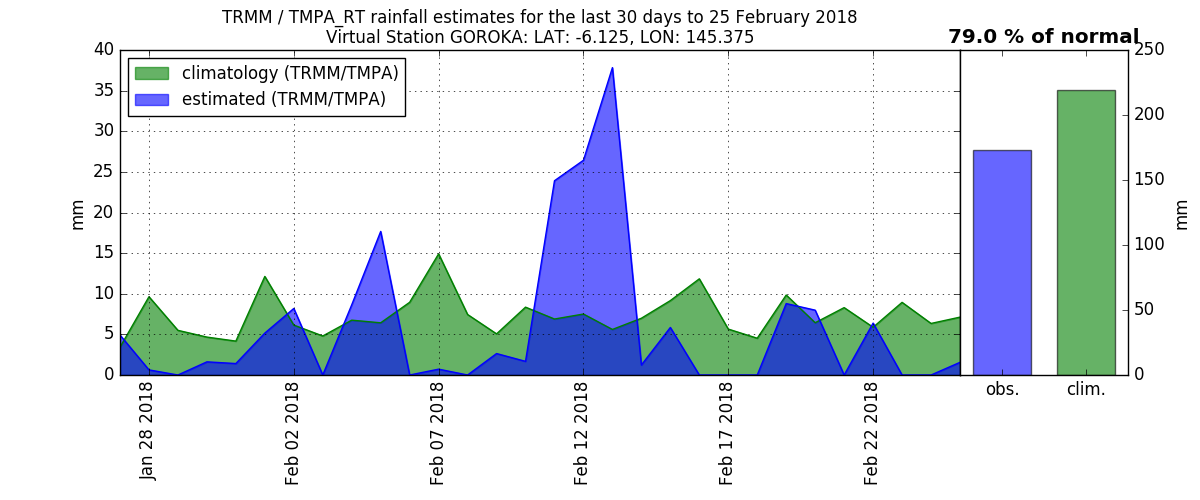 TRMM / TMPA_RT rainfall estimates for the last 30 days to 25 February 2018
Virtual Station GOROKA: LAT: -6.125, LON: 145.375
79.0 % of normal
climatology (TRMM/TMPA)
estimated (TRMM/TMPA)
mm
40
35
30
25
20
15
10
5
0
Jan 28 2018
Feb 02 2018
Feb 07 2018
Feb 12 2018
Feb 17 2018
Feb 22 2018
obs.
clim.
250
200
150
100
50
0
mm